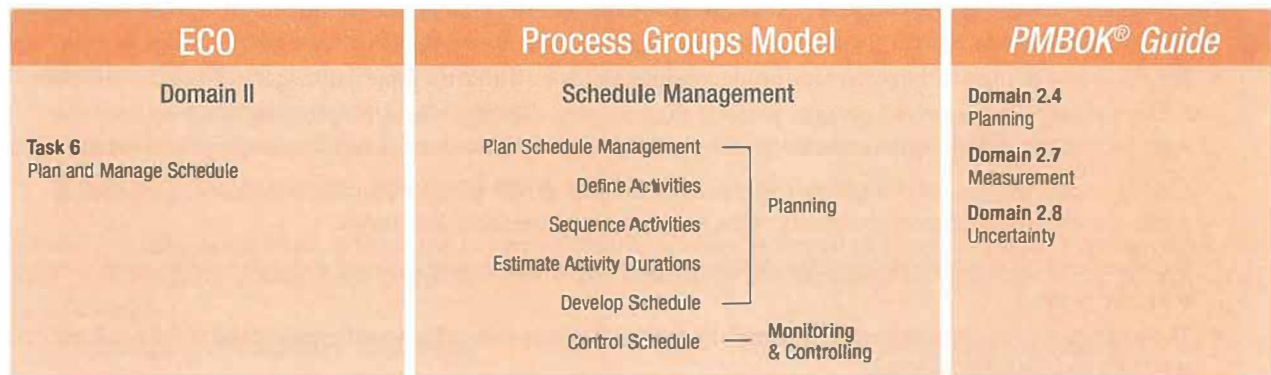 ECO
Domain II
Task 6
Plan and Manage Schedule
Process Groups Model
Schedule Management
Plan Schedule Management
Define Activities
Sequence Activities
Estimate Activity Durations
Develop Schedule
Planning
Control Schedule
Monitoring
& Controlling
PMBOK® Guide
Domain 2.4
Planning
Domain 2.7
Measurement
Domain 2.8
Uncertainty